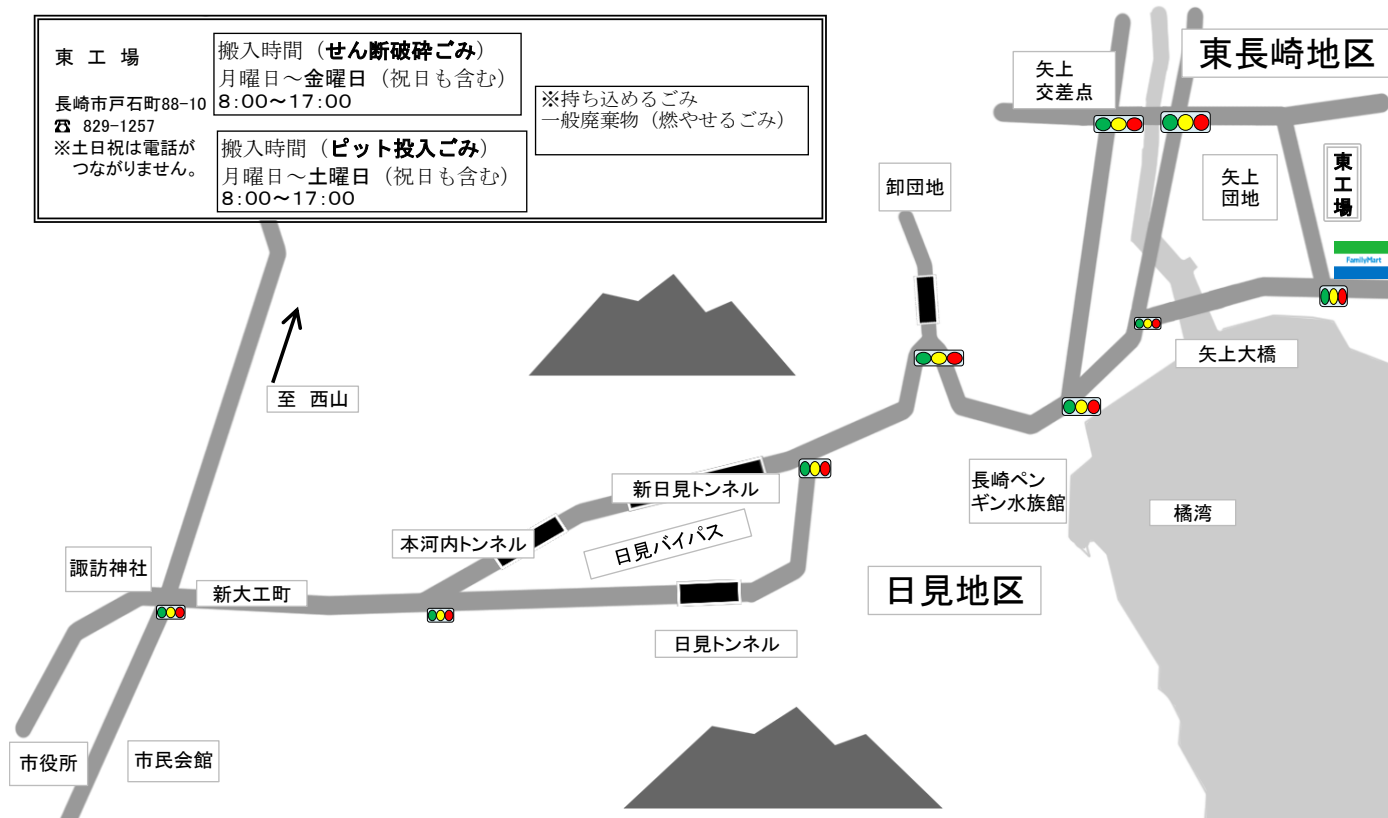 東 工 場
長崎市戸石町88-10
☎ 829-1257
※土日祝は電話が
つながりません。
搬入時間（せん断破砕ごみ）
月曜日～金曜日（祝日も含む）
8:00～17:00
搬入時間（ピット投入ごみ）
月曜日～土曜日（祝日も含む）
8:00～17:00
※持ち込めるごみ
一般廃棄物（燃やせるごみ）
東長崎地区
矢上
交差点
卸団地
矢上
団地
東工場
FamilyMart
矢上大橋
至 西山
新日見トンネル
長崎ペン
ギン水族館
橘湾
本河内トンネル
日見バイパス
諏訪神社
新大工町
日見地区
日見トンネル
市役所
市民会館